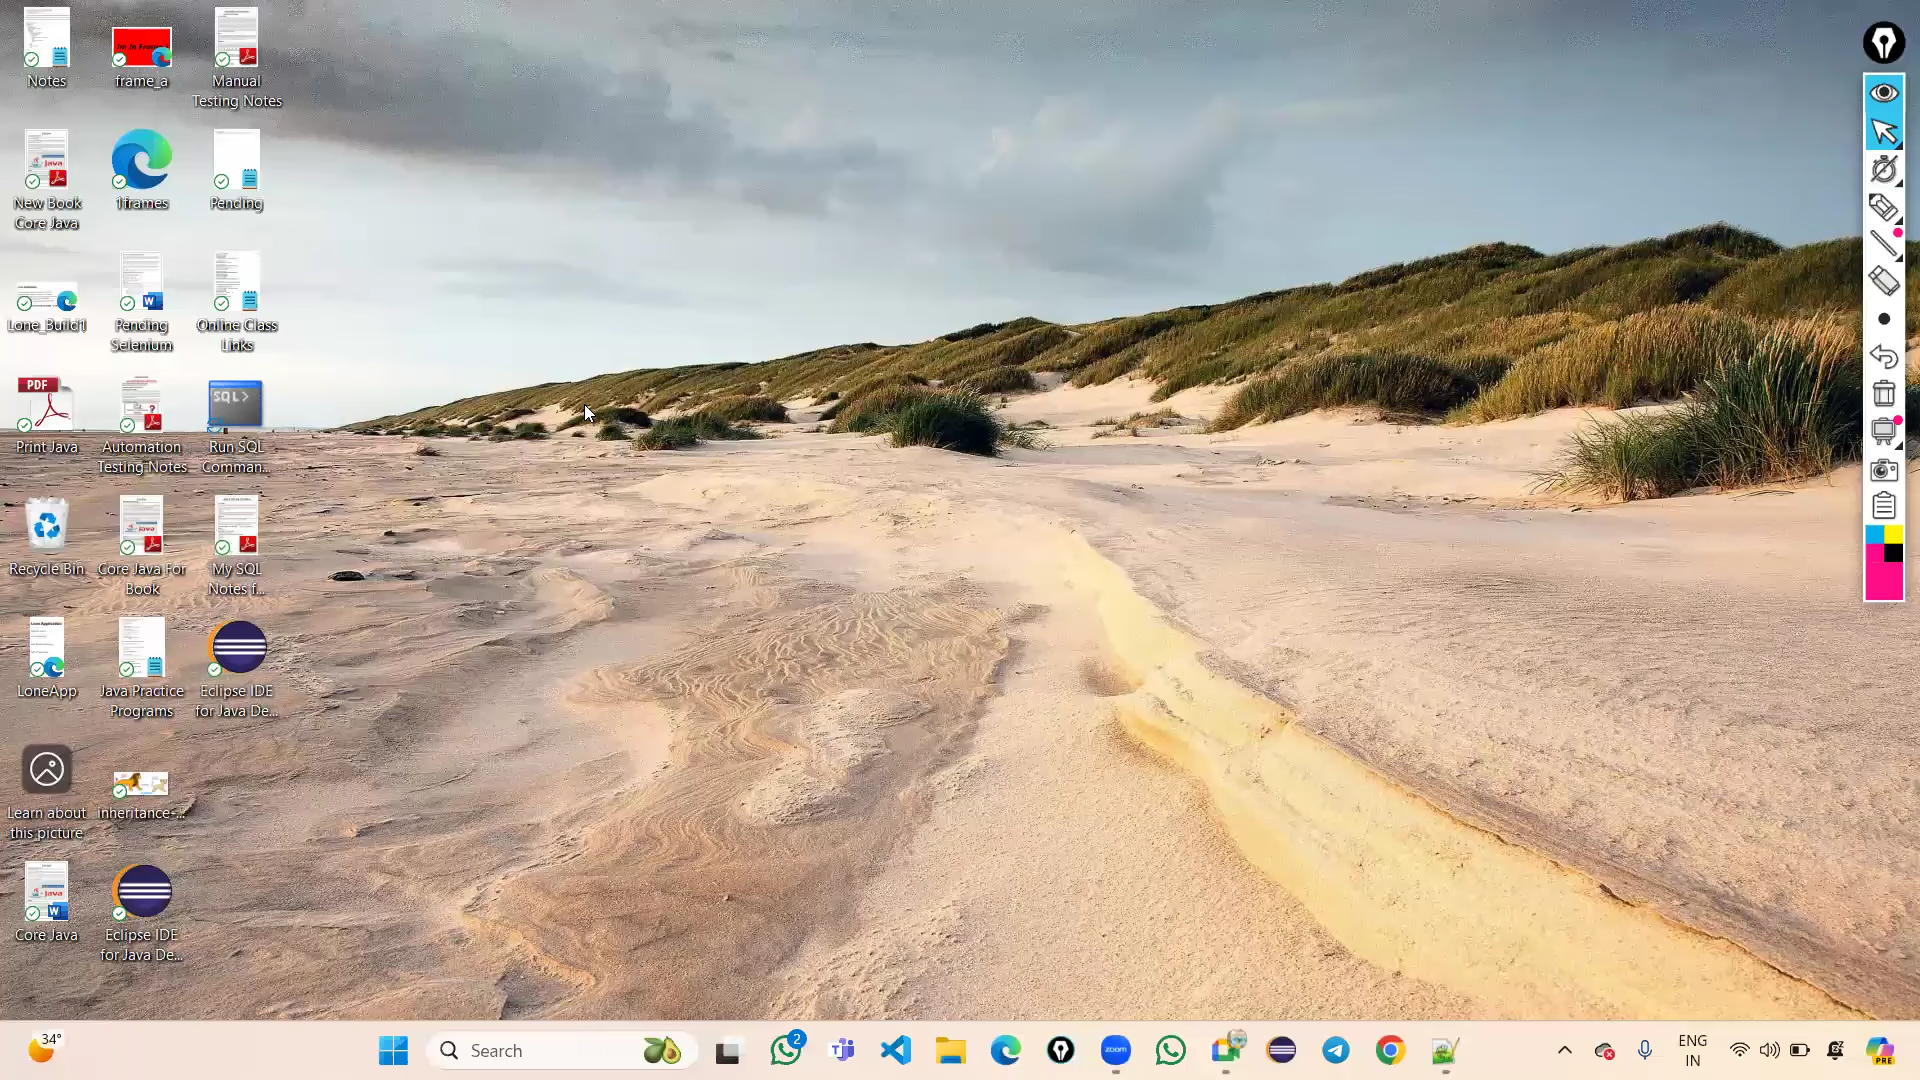 Notes
frame_a
Manual
Testing Notes
New Book
Core Java
1frames
Pending
Lone_Build1
Pending
Selenium
Online Class
Links
PDF
Print Java
Automation
Testing Notes
SQL>
Run SQL
Comman...
Recycle Bin
Core Java For
Book
My SQL
Notes f...
LoneApp
Java Practice
Programs
Eclipse IDE
for Java De...
Learn about
this picture
inheritance-...
Core Java
Eclipse IDE
for Java De...
34°
Search
2
zoom
ENG
IN
PRE